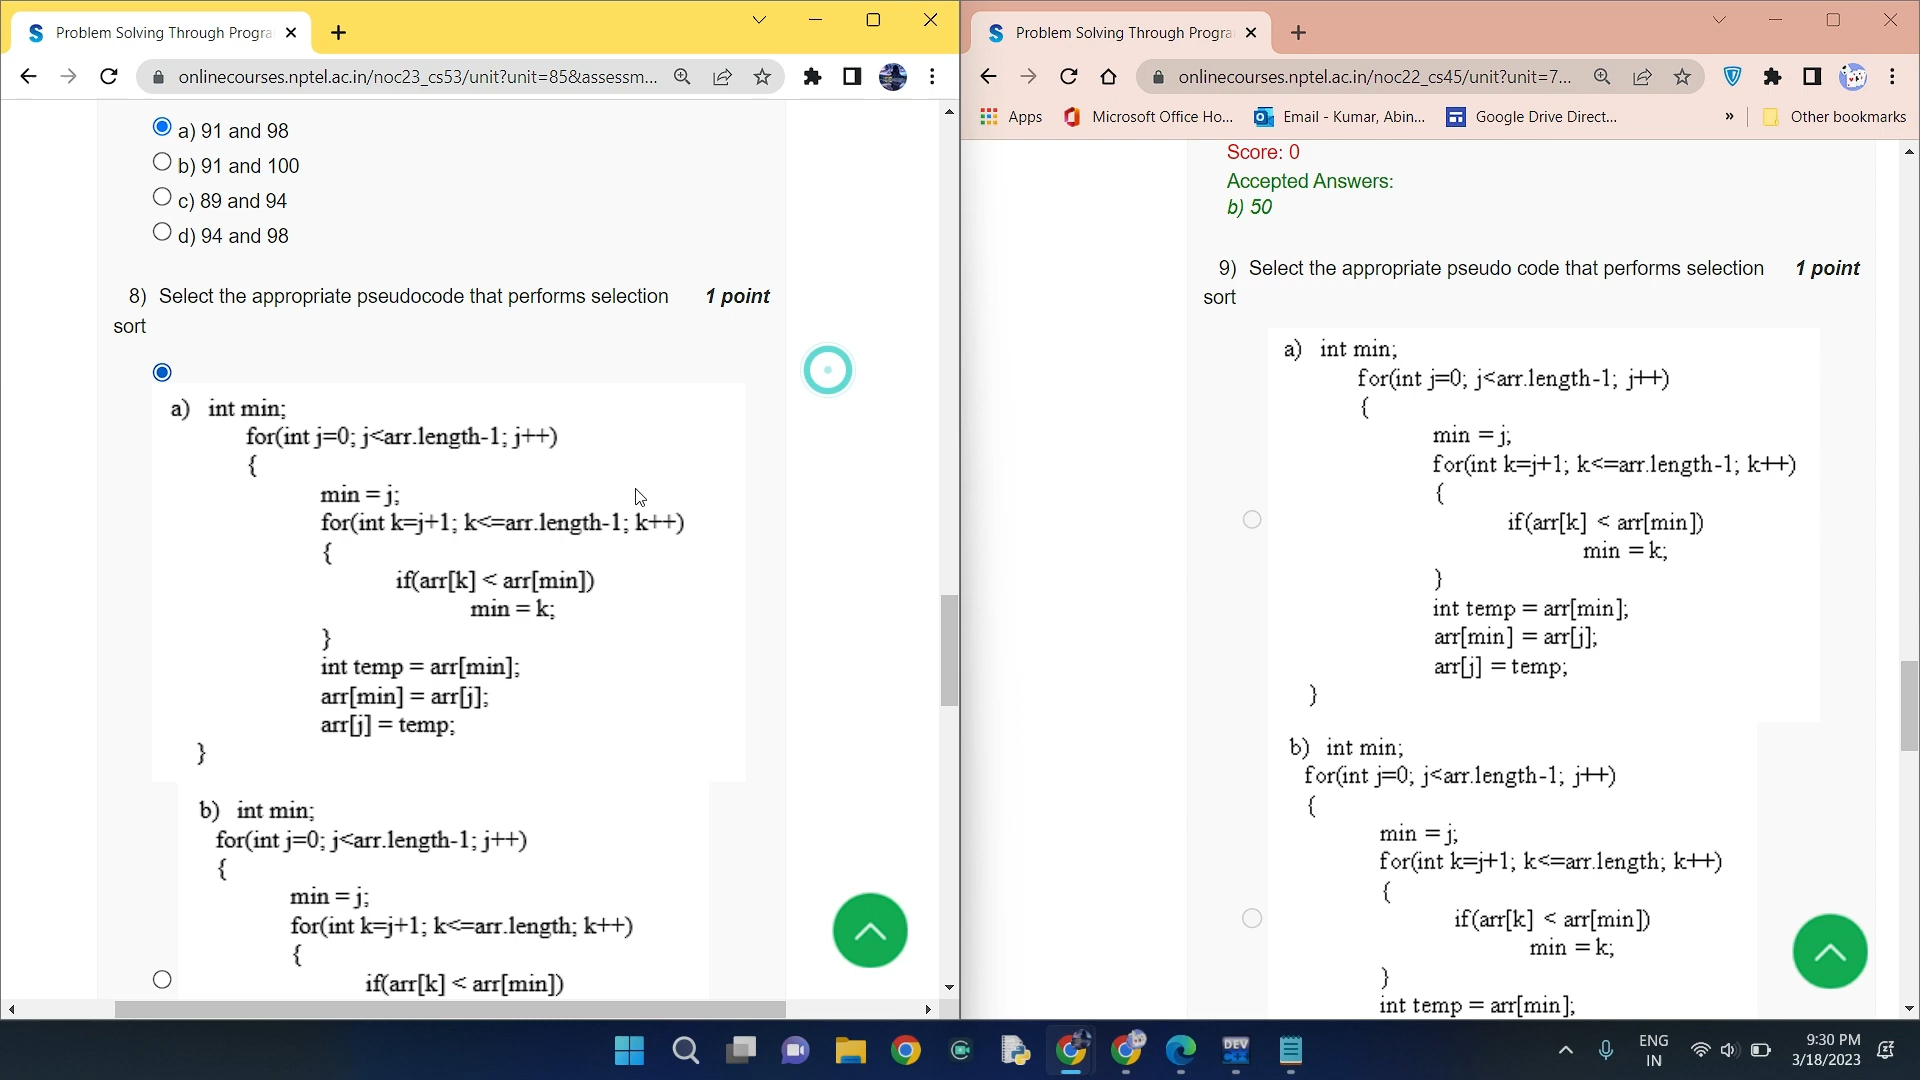 Problem Solving Through Progra
onlinecourses.nptel.ac.in/noc23_cs53/unit?unit=85&assessm...
a) 91 and 98
b) 91 and 100
c) 89 and 94
d) 94 and 98
8) Select the appropriate pseudocode that performs selection 1 point
sort
a) int min;
for(int j=0; j<arr.length-1; j++)
{
min = j;
for(int k=j+1; k<=arr.length-1; k++)
{
if(arr[k] < arr[min])
min = k;
}
int temp = arr[min];
arr[min] = arr[j];
arr[j] = temp;
}
b) int min;
for(int j=0; j<arr.length-1; j++)
{
min = j;
for(int k=j+1; k<=arr.length; k++)
{
if(arr[k] < arr[min])
Problem Solving Through Progra
onlinecourses.nptel.ac.in/noc22_cs45/unit?unit=7...
Apps Microsoft Office Ho... Email - Kumar, Abin... Google Drive Direct... » Other bookmarks
Score: 0
Accepted Answers:
b) 50
9) Select the appropriate pseudo code that performs selection 1 point
sort
a) int min;
for(int j=0; j<arr.length-1; j++)
{
min = j;
for(int k=j+1; k<=arr.length-1; k++)
{
if(arr[k] < arr[min])
min = k;
}
int temp = arr[min];
arr[min] = arr[j];
arr[j] = temp;
}
b) int min;
for(int j=0; j<arr.length-1; j++)
{
min = j;
for(int k=j+1; k<=arr.length; k++)
{
if(arr[k] < arr[min])
min = k;
}
int temp = arr[min];
DEV
ENG
IN
9:30 PM
3/18/2023